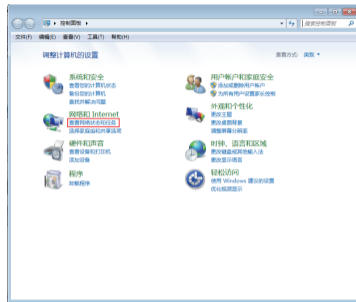 控制面板
搜索控制面板
文件(F) 编辑(E) 查看(V) 工具(T) 帮助(H)
调整计算机的设置
查看方式: 类别
系统和安全
查看您的计算机状态
备份您的计算机
查找并解决问题
网络和 Internet
查看网络状态和任务
选择家庭组和共享选项
硬件和声音
查看设备和打印机
添加设备
程序
卸载程序
用户帐户和家庭安全
添加或删除用户帐户
为所有用户设置家长控制
外观和个性化
更改主题
更改桌面背景
调整屏幕分辨率
时钟、语言和区域
更改键盘或其他输入法
更改显示语言
轻松访问
使用 Windows 建议的设置
优化视频显示